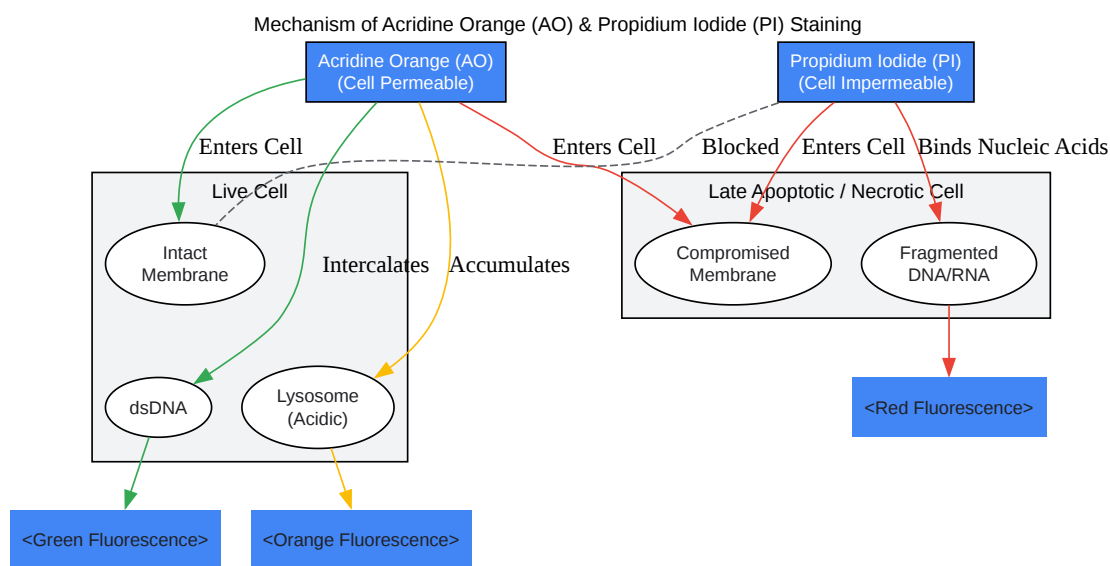 Mechanism of Acridine Orange (AO) & Propidium Iodide (PI) Staining
Acridine Orange (AO)
(Cell Permeable)
Propidium Iodide (PI)
(Cell Impermeable)
Enters Cell
Enters Cell
Blocked
Enters Cell
Binds Nucleic Acids
Live Cell
Late Apoptotic / Necrotic Cell
Intact
Membrane
Intercalates
Accumulates
Compromised
Membrane
Fragmented
DNA/RNA
dsDNA
Lysosome
(Acidic)
<Red Fluorescence>
<Green Fluorescence>
<Orange Fluorescence>